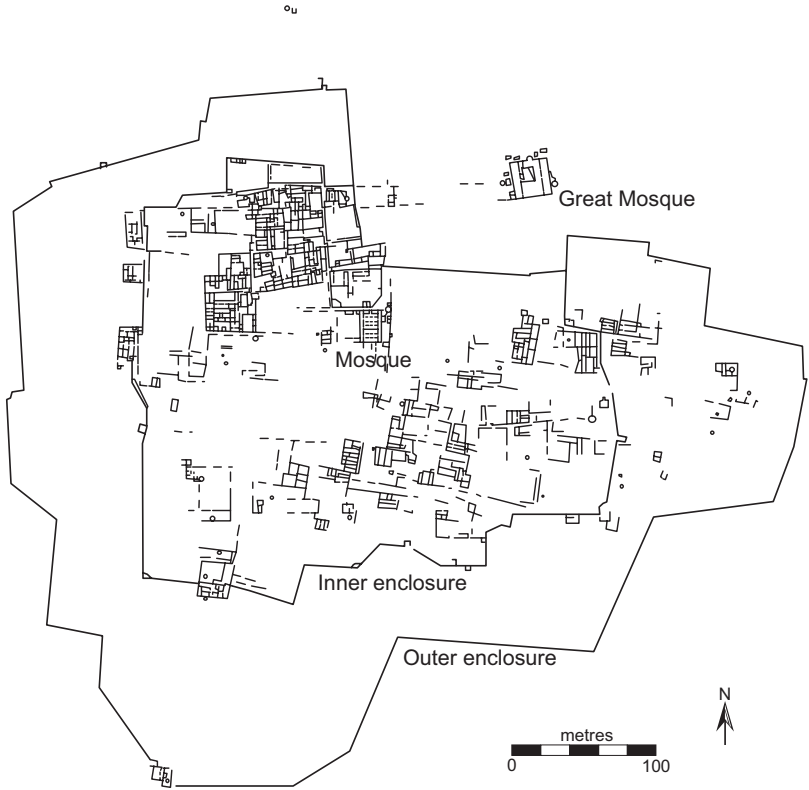 u
Great Mosque
Mosque
Inner enclosure
Outer enclosure
N
metres
0 100